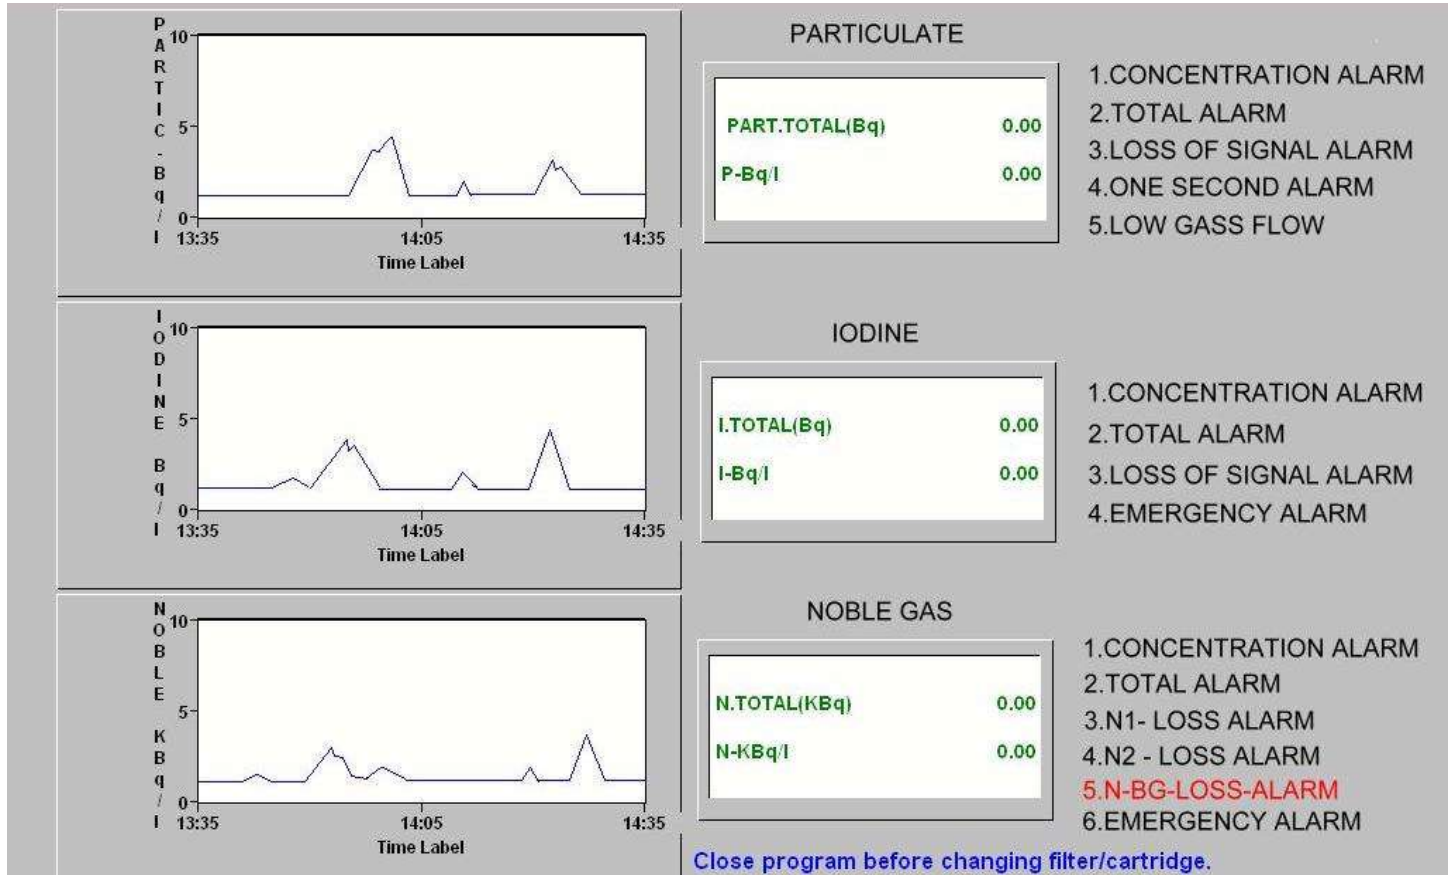 PARTIC-Bq/l
10
5
0
13:35 14:05 14:35
Time Label
PARTICULATE
PART.TOTAL(Bq) 0.00
P-Bq/l 0.00
1.CONCENTRATION ALARM
2.TOTAL ALARM
3.LOSS OF SIGNAL ALARM
4.ONE SECOND ALARM
5.LOW GASS FLOW
IODINE Bq/l
10
5
0
13:35 14:05 14:35
Time Label
IODINE
I.TOTAL(Bq) 0.00
I-Bq/l 0.00
1.CONCENTRATION ALARM
2.TOTAL ALARM
3.LOSS OF SIGNAL ALARM
4.EMERGENCY ALARM
NOBLE KBq/l
10
5
0
13:35 14:05 14:35
Time Label
NOBLE GAS
N.TOTAL(KBq) 0.00
N-KBq/l 0.00
1.CONCENTRATION ALARM
2.TOTAL ALARM
3.N1- LOSS ALARM
4.N2 - LOSS ALARM
5.N-BG-LOSS-ALARM
6.EMERGENCY ALARM
Close program before changing filter/cartridge.